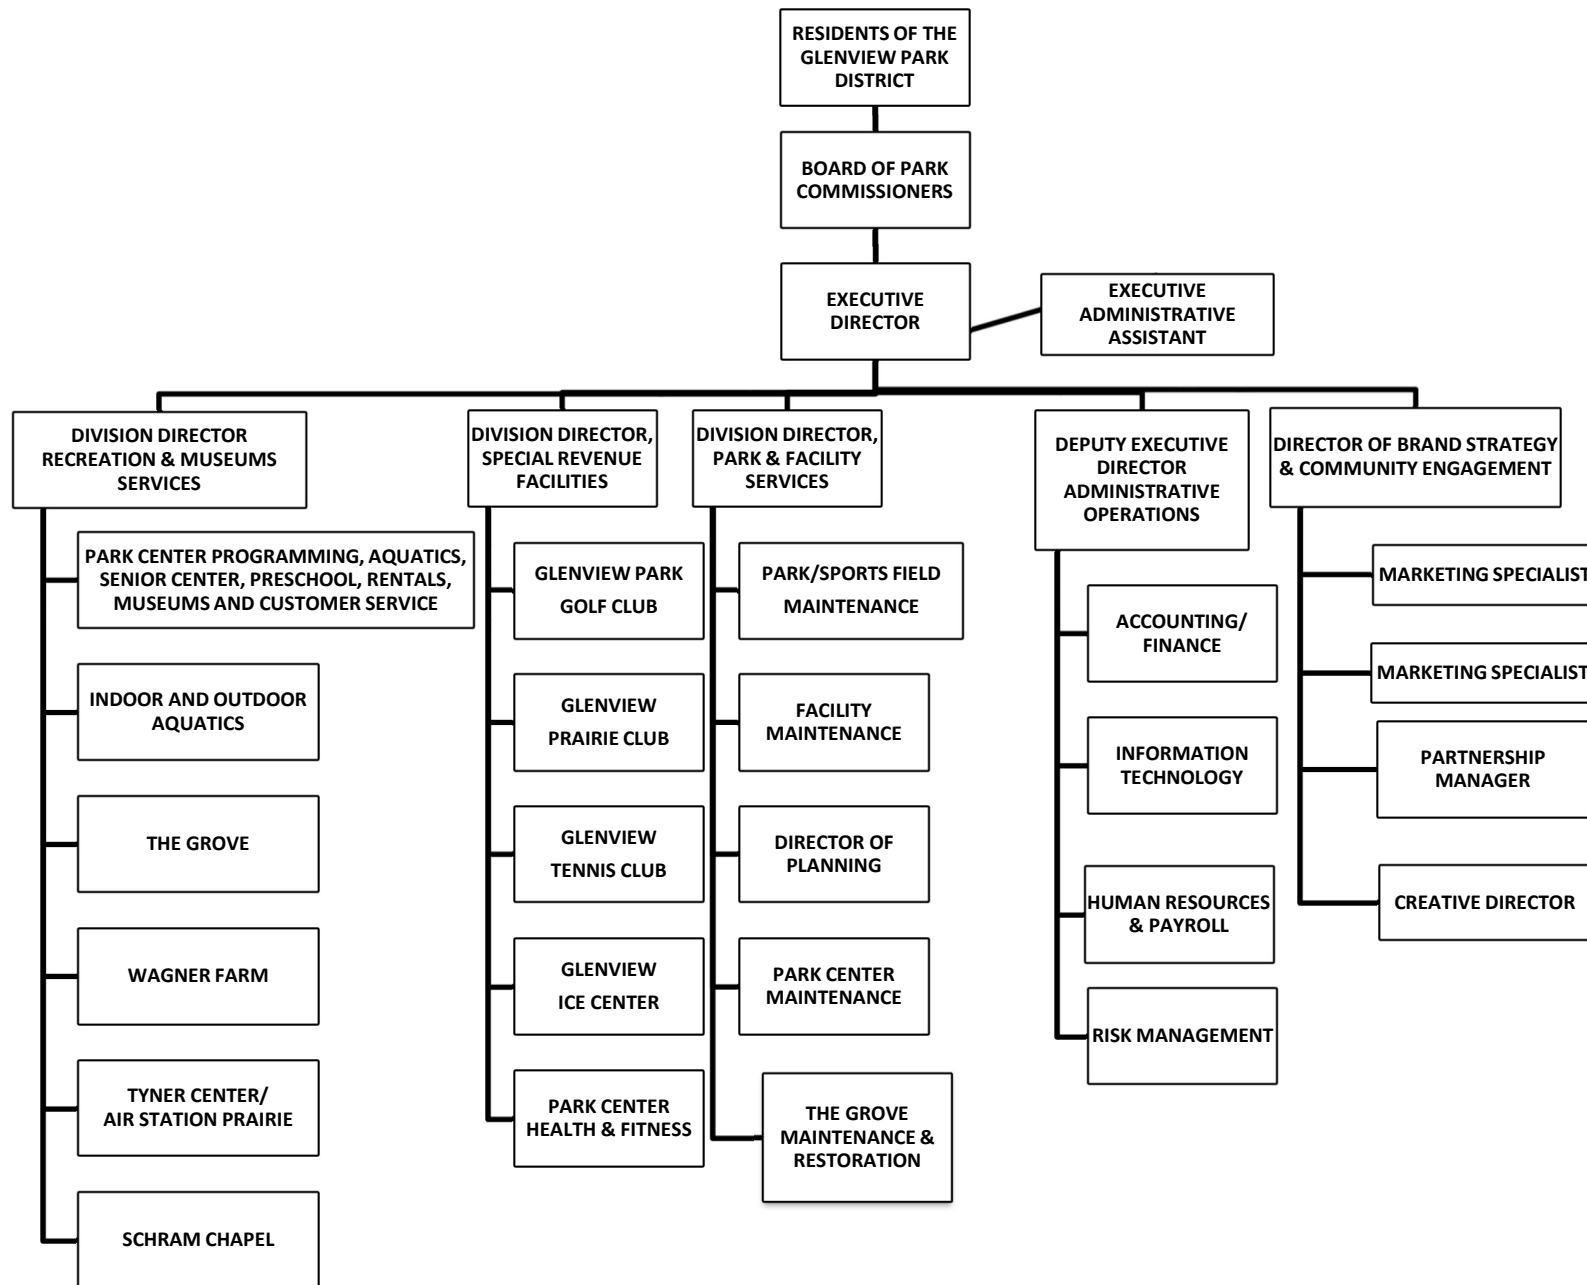 RESIDENTS OF THE
GLENVIEW PARK
DISTRICT
BOARD OF PARK
COMMISSIONERS
EXECUTIVE
DIRECTOR
EXECUTIVE
ADMINISTRATIVE
ASSISTANT
DIVISION DIRECTOR
RECREATION & MUSEUMS
SERVICES
PARK CENTER PROGRAMMING, AQUATICS,
SENIOR CENTER, PRESCHOOL, RENTALS,
MUSEUMS AND CUSTOMER SERVICE
INDOOR AND OUTDOOR
AQUATICS
THE GROVE
WAGNER FARM
TYNER CENTER/
AIR STATION PRAIRIE
SCHRAM CHAPEL
DIVISION DIRECTOR,
SPECIAL REVENUE
FACILITIES
GLENVIEW PARK
GOLF CLUB
GLENVIEW
PRAIRIE CLUB
GLENVIEW
TENNIS CLUB
GLENVIEW
ICE CENTER
PARK CENTER
HEALTH & FITNESS
DIVISION DIRECTOR,
PARK & FACILITY
SERVICES
PARK/SPORTS FIELD
MAINTENANCE
FACILITY
MAINTENANCE
DIRECTOR OF
PLANNING
PARK CENTER
MAINTENANCE
THE GROVE
MAINTENANCE &
RESTORATION
DEPUTY EXECUTIVE
DIRECTOR
ADMINISTRATIVE
OPERATIONS
ACCOUNTING/
FINANCE
INFORMATION
TECHNOLOGY
HUMAN RESOURCES
& PAYROLL
RISK MANAGEMENT
DIRECTOR OF BRAND STRATEGY
& COMMUNITY ENGAGEMENT
MARKETING SPECIALIST
MARKETING SPECIALIST
PARTNERSHIP
MANAGER
CREATIVE DIRECTOR